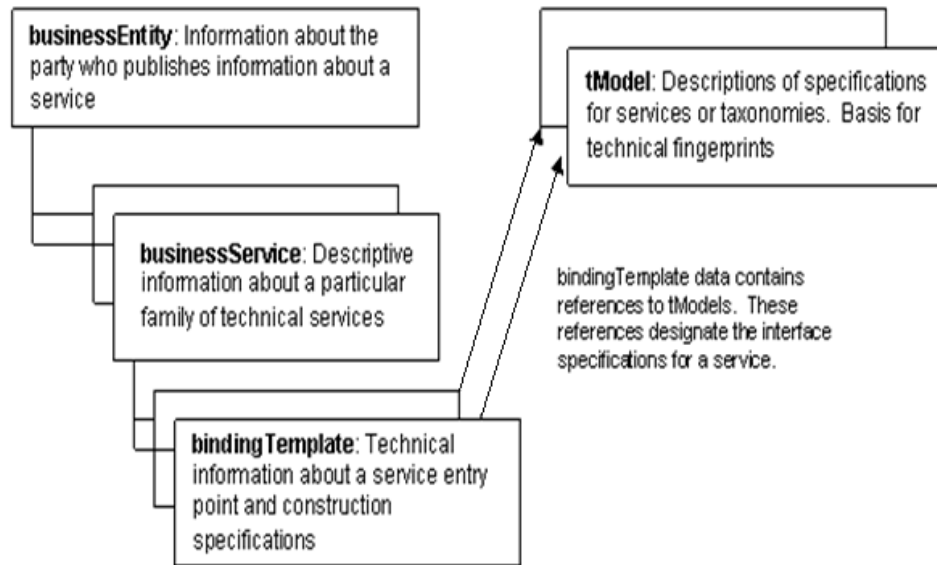 businessEntity: Information about the
party who publishes information about a
service
tModel: Descriptions of specifications
for services or taxonomies. Basis for
technical fingerprints
businessService: Descriptive
information about a particular
family of technical services
bindingTemplate data contains
references to tModels. These
references designate the interface
specifications for a service.
bindingTemplate: Technical
information about a service entry
point and construction
specifications